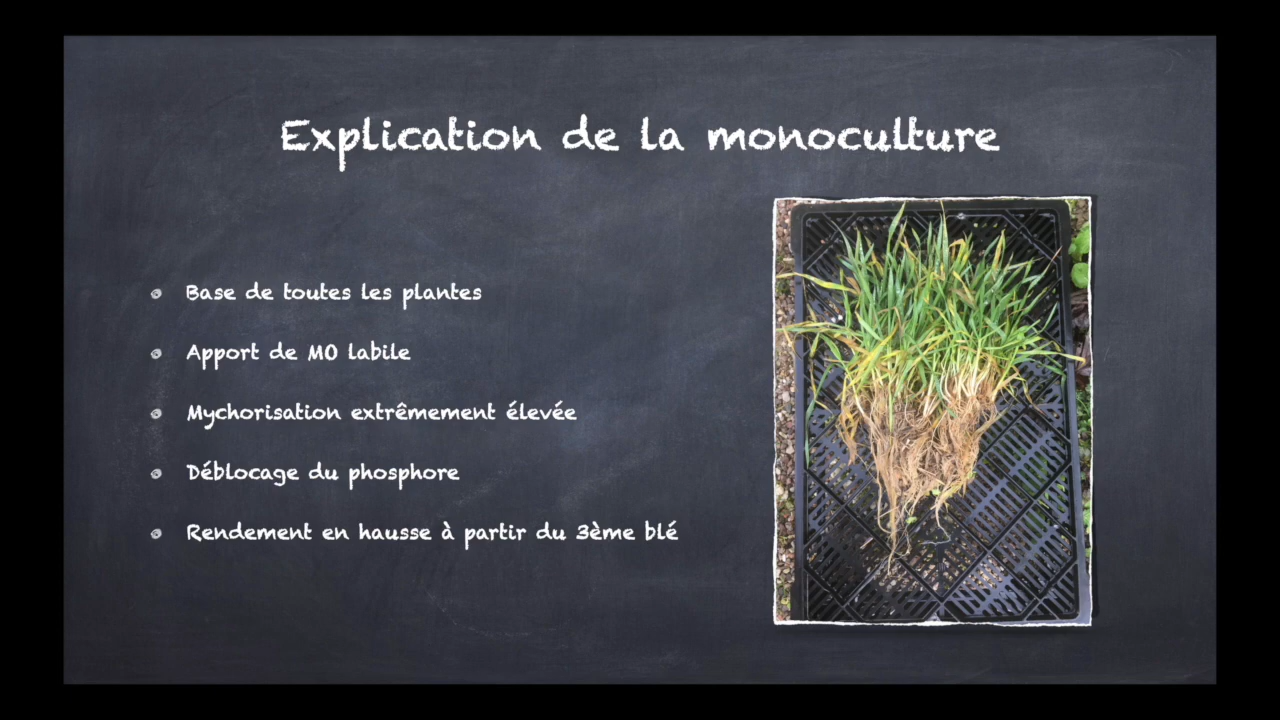 Explication de la monoculture
Base de toutes les plantes
Apport de MO labile
Mychorisation extrêmement élevée
Déblocage du phosphore
Rendement en hausse à partir du 3ème blé